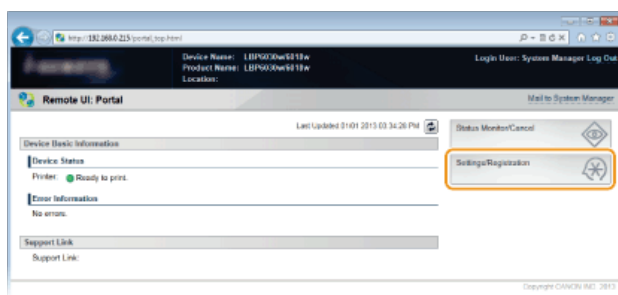 http://192.168.0.215/portal_top.html
Device Name: LBP6030w/6018w
Product Name: LBP6030w/6018w
Location:
Login User: System Manager Log Out
Remote UI: Portal
Mail to System Manager
Last Updated 01/01 2013 03:34:26 PM
Device Basic Information
Device Status
Printer: Ready to print.
Error Information
No errors.
Support Link
Support Link:
Status Monitor/Cancel
Settings/Registration
Copyright CANON INC. 2013